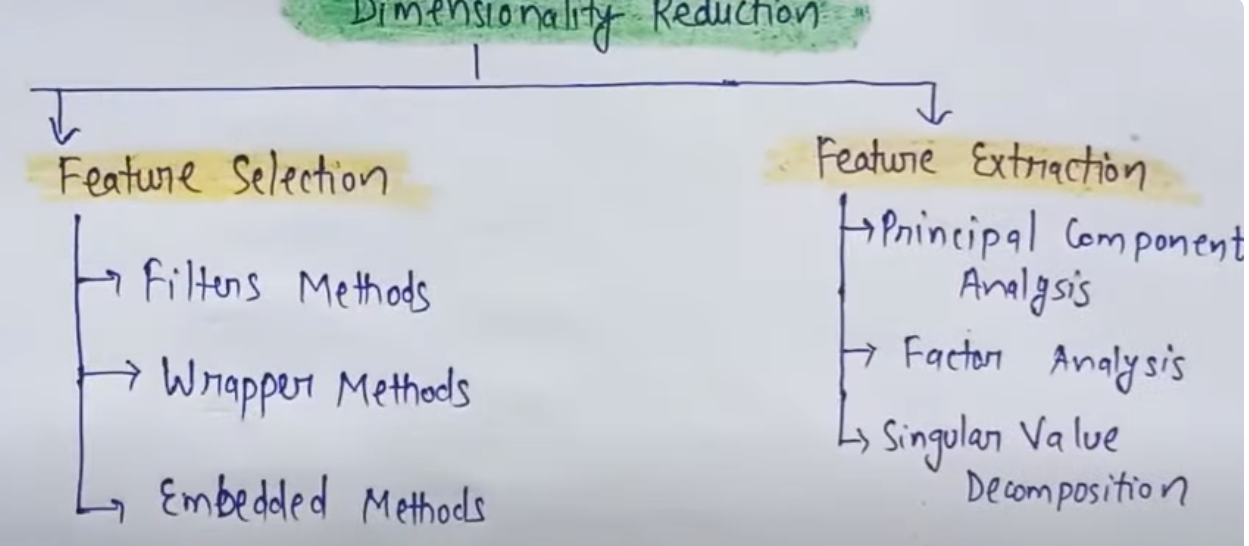 Dimensionality Reduction
Feature Selection
Filters Methods
Wrapper Methods
Embedded Methods
Feature Extraction
Principal Component
Analysis
Factor Analysis
Singular Value
Decomposition